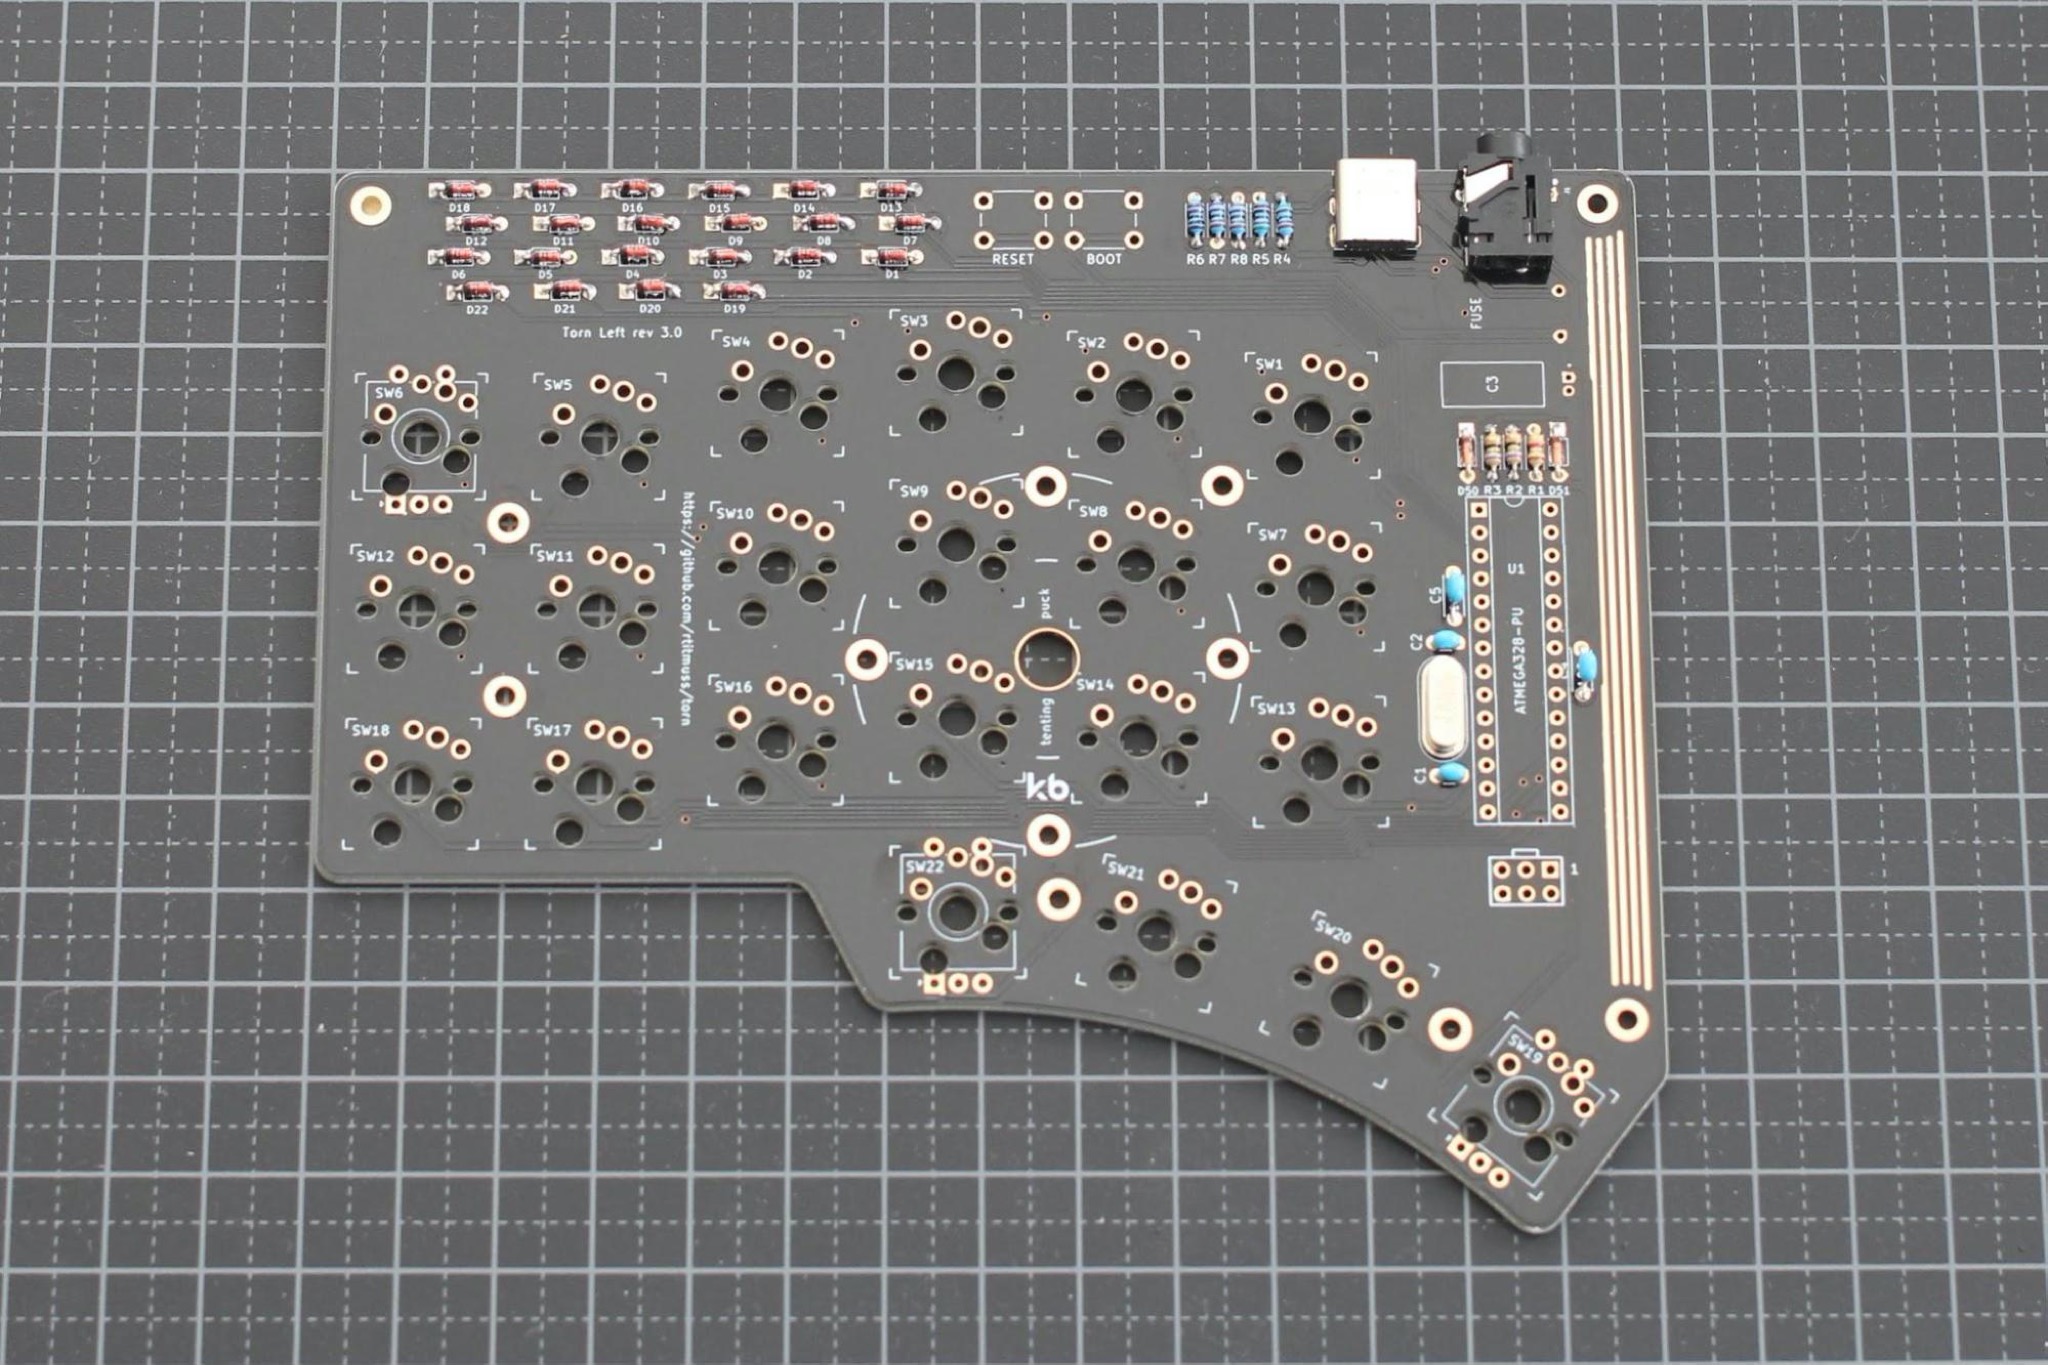 D18 D17 D16 D15 D14 D13
D12 D11 D10 D9 D8 D7
D6 D5 D4 D3 D2 D1
D22 D21 D20 D19
RESET BOOT
R6 R7 R8 R5 R4
FUSE
Torn Left rev 3.0
SW6 SW5 SW4 SW3 SW2 SW1
C3
D50 R3 R2 R1 D51
SW12 SW11 SW10 SW9 SW8 SW7
https://github.com/rtitmuss/torn
tenting puck
U1
ATMEGA328-PU
C5
C2
C1
SW18 SW17 SW16 SW15 SW14 SW13
kb
SW22 SW21 SW20 SW19
1